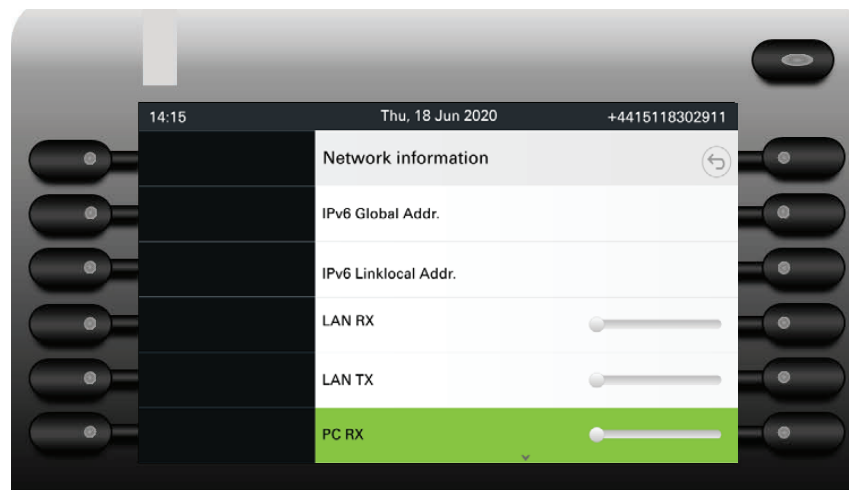 14:15 Thu, 18 Jun 2020 +4415118302911
Network information
IPv6 Global Addr.
IPv6 Linklocal Addr.
LAN RX
LAN TX
PC RX